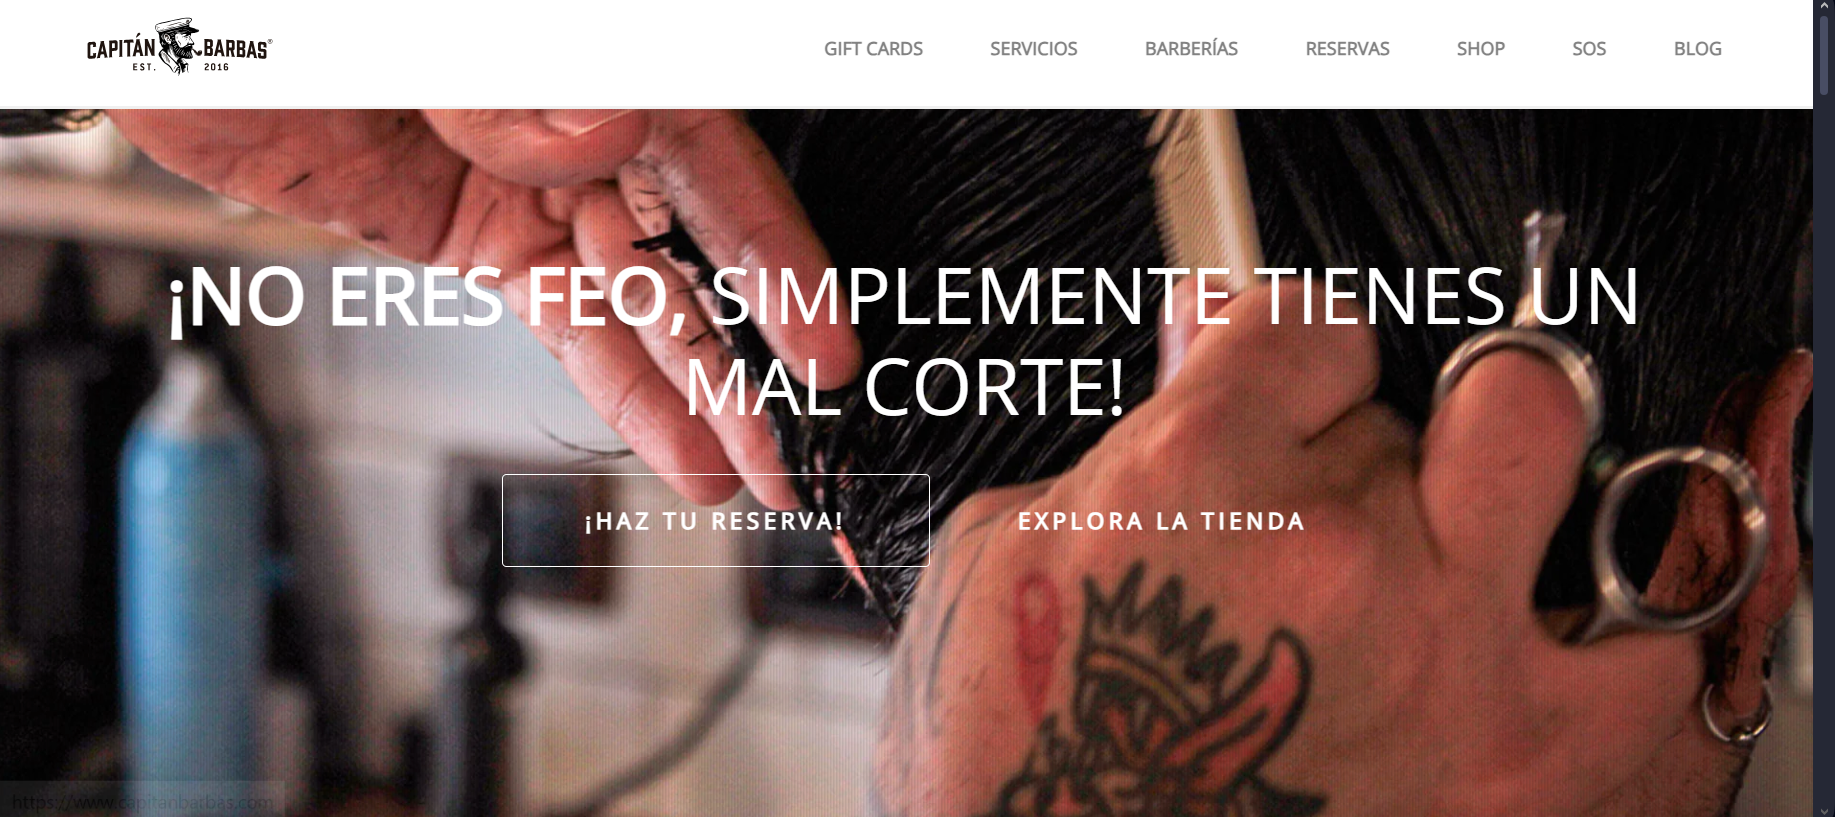 CAPITÁN BARBAS®
EST. 2016
GIFT CARDS SERVICIOS BARBERÍAS RESERVAS SHOP SOS BLOG
¡NO ERES FEO, SIMPLEMENTE TIENES UN
MAL CORTE!
¡HAZ TU RESERVA! EXPLORA LA TIENDA
https://www.capitanbarbas.com